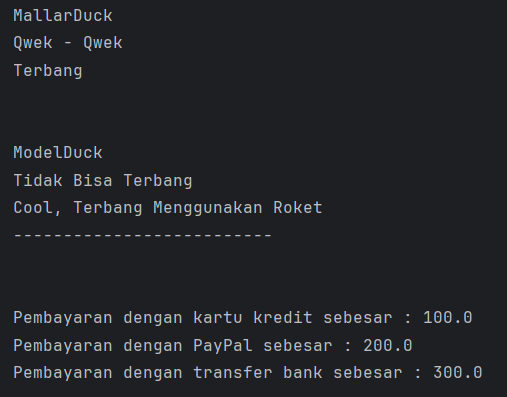 MallarDuck
Qwek - Qwek
Terbang
ModelDuck
Tidak Bisa Terbang
Cool, Terbang Menggunakan Roket
--------------------------
Pembayaran dengan kartu kredit sebesar : 100.0
Pembayaran dengan PayPal sebesar : 200.0
Pembayaran dengan transfer bank sebesar : 300.0